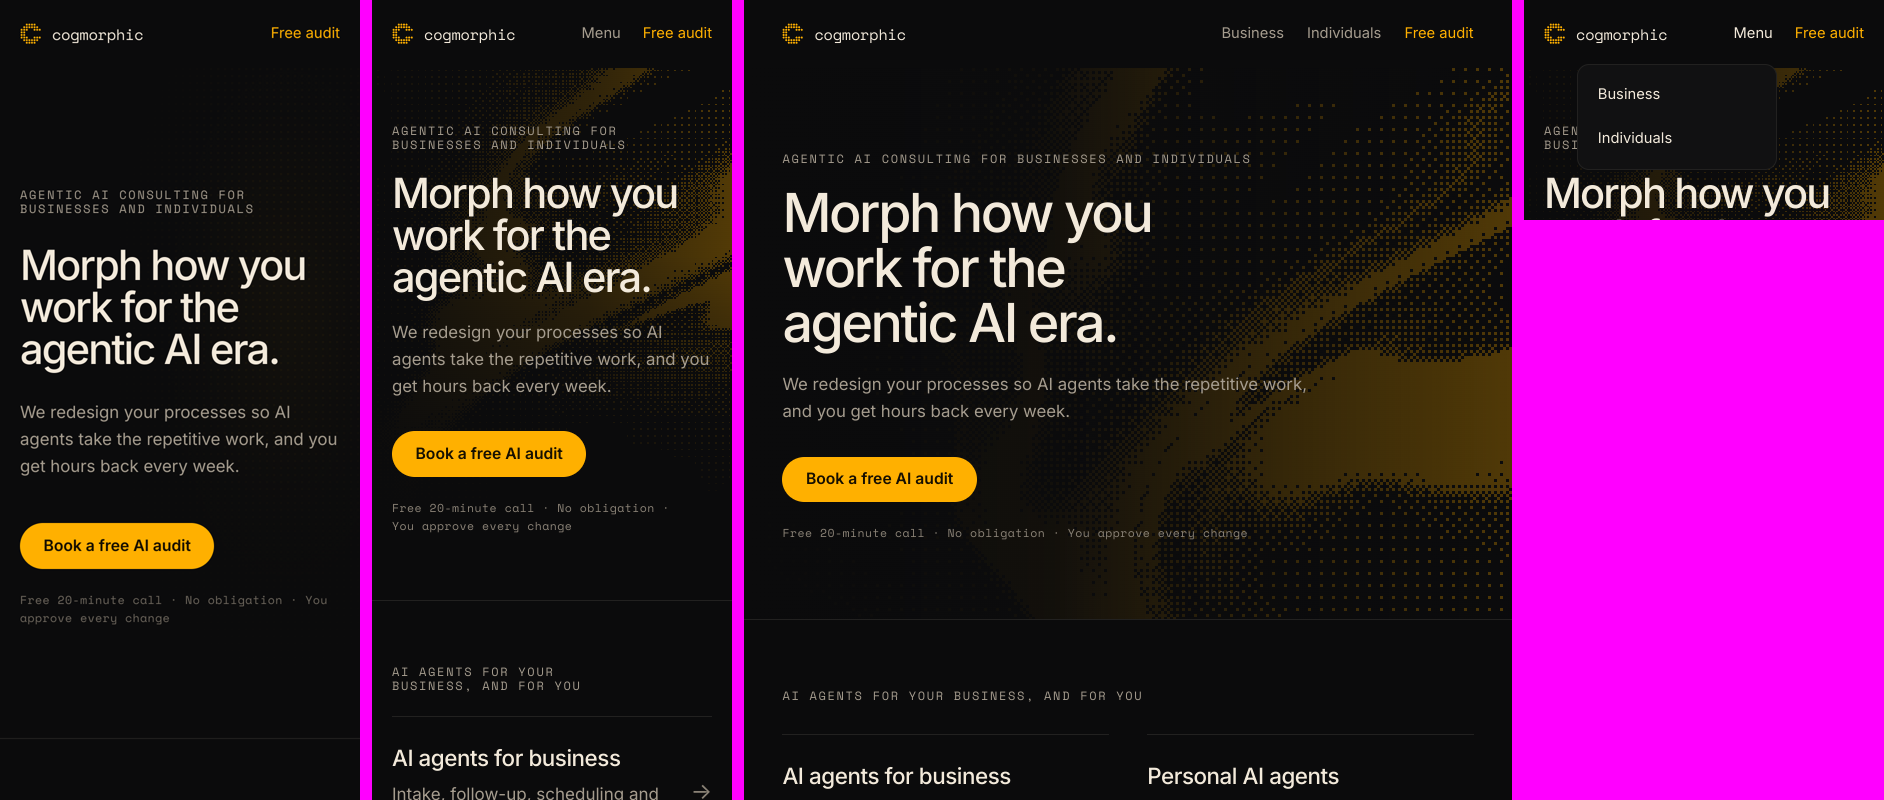 cogmorphic
Free audit
AGENTIC AI CONSULTING FOR
BUSINESSES AND INDIVIDUALS
Morph how you
work for the
agentic AI era.
We redesign your processes so AI
agents take the repetitive work, and you
get hours back every week.
Book a free AI audit
Free 20-minute call · No obligation · You
approve every change
cogmorphic
Menu
Free audit
AGENTIC AI CONSULTING FOR
BUSINESSES AND INDIVIDUALS
Morph how you
work for the
agentic AI era.
We redesign your processes so AI
agents take the repetitive work, and you
get hours back every week.
Book a free AI audit
Free 20-minute call · No obligation ·
You approve every change
AI AGENTS FOR YOUR
BUSINESS, AND FOR YOU
AI agents for business
Intake, follow-up, scheduling and
cogmorphic
Business
Individuals
Free audit
AGENTIC AI CONSULTING FOR BUSINESSES AND INDIVIDUALS
Morph how you
work for the
agentic AI era.
We redesign your processes so AI agents take the repetitive work,
and you get hours back every week.
Book a free AI audit
Free 20-minute call · No obligation · You approve every change
AI AGENTS FOR YOUR BUSINESS, AND FOR YOU
AI agents for business
Personal AI agents
cogmorphic
Menu
Free audit
Business
Individuals
AGEN
BUSI
Morph how you